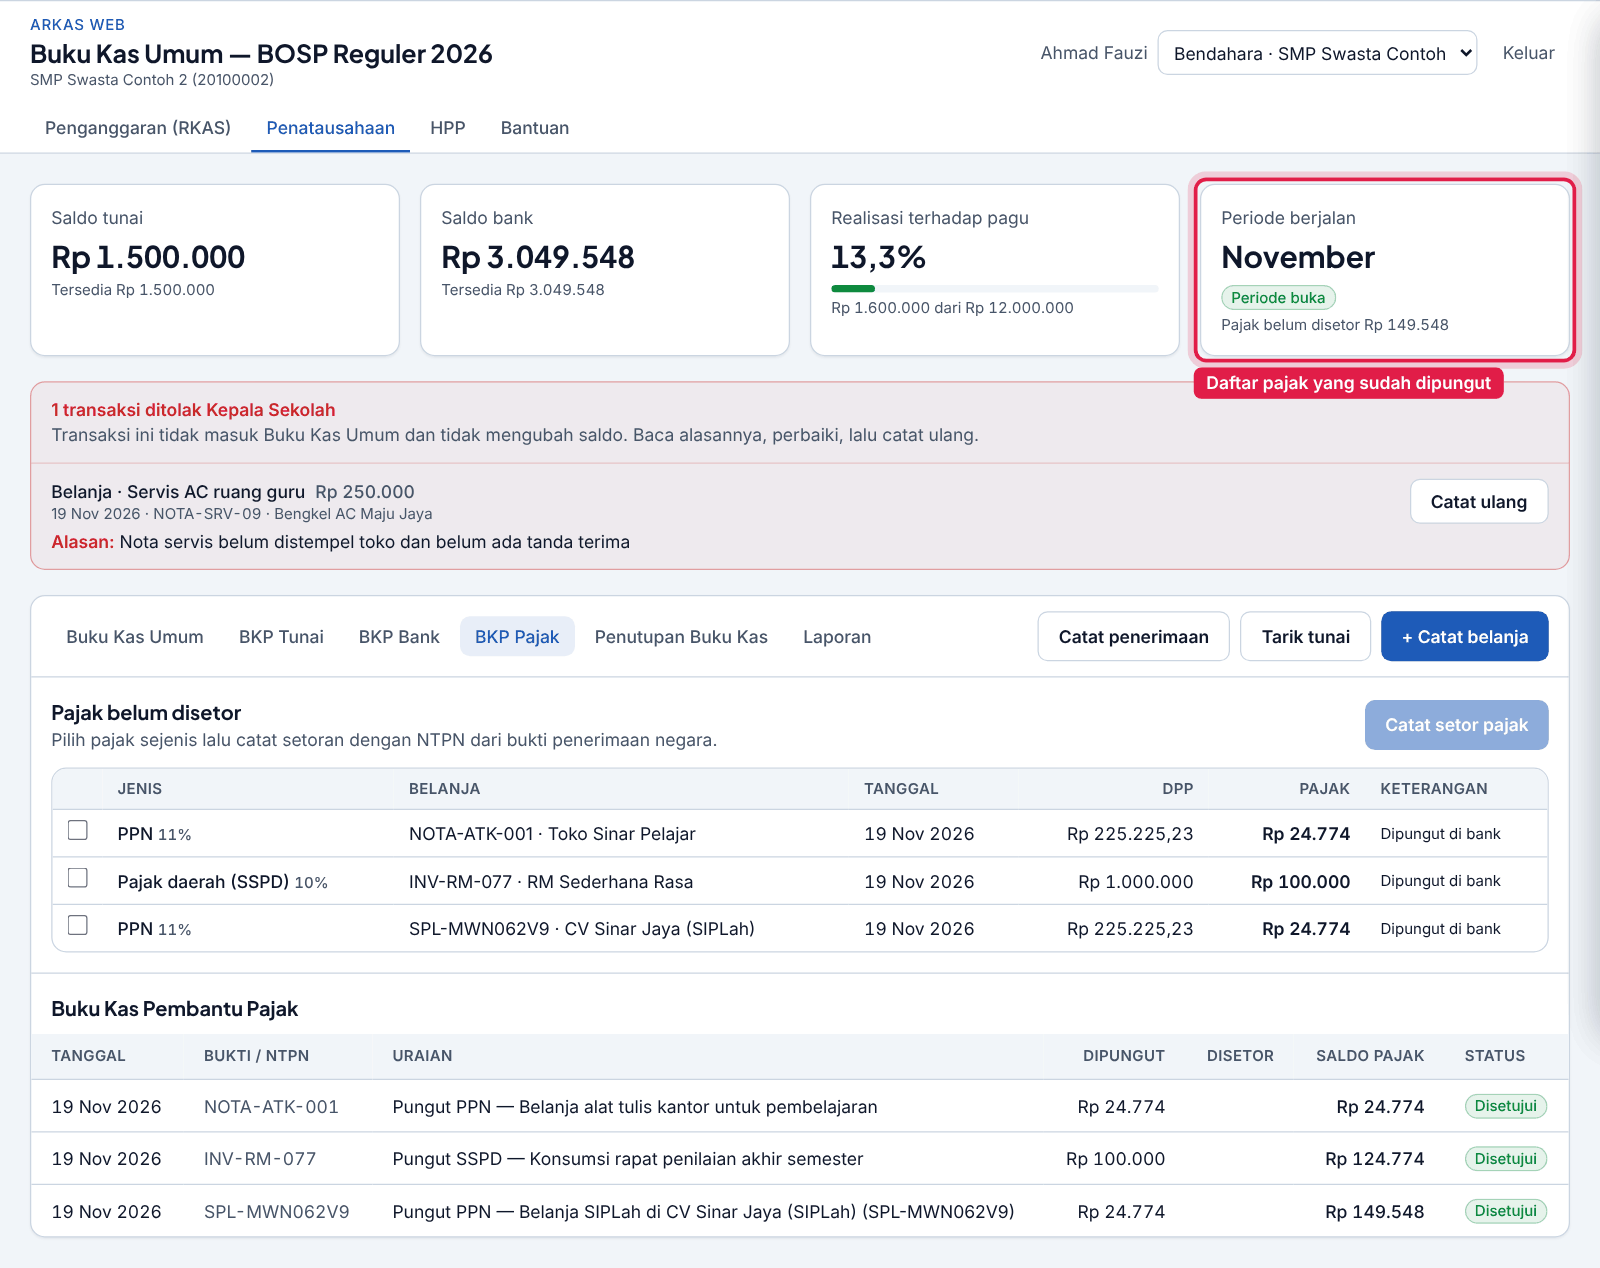 ARKAS WEB
Buku Kas Umum — BOSP Reguler 2026
SMP Swasta Contoh 2 (20100002)
Ahmad Fauzi
Bendahara · SMP Swasta Contoh
Keluar
Penganggaran (RKAS)
Penatausahaan
HPP
Bantuan
Saldo tunai
Rp 1.500.000
Tersedia Rp 1.500.000
Saldo bank
Rp 3.049.548
Tersedia Rp 3.049.548
Realisasi terhadap pagu
13,3%
Rp 1.600.000 dari Rp 12.000.000
Periode berjalan
November
Periode buka
Pajak belum disetor Rp 149.548
Daftar pajak yang sudah dipungut
1 transaksi ditolak Kepala Sekolah
Transaksi ini tidak masuk Buku Kas Umum dan tidak mengubah saldo. Baca alasannya, perbaiki, lalu catat ulang.
Belanja · Servis AC ruang guru Rp 250.000
19 Nov 2026 · NOTA-SRV-09 · Bengkel AC Maju Jaya
Alasan: Nota servis belum distempel toko dan belum ada tanda terima
Catat ulang
Buku Kas Umum
BKP Tunai
BKP Bank
BKP Pajak
Penutupan Buku Kas
Laporan
Catat penerimaan
Tarik tunai
+ Catat belanja
Pajak belum disetor
Pilih pajak sejenis lalu catat setoran dengan NTPN dari bukti penerimaan negara.
Catat setor pajak
JENIS BELANJA TANGGAL DPP PAJAK KETERANGAN
PPN 11% NOTA-ATK-001 · Toko Sinar Pelajar 19 Nov 2026 Rp 225.225,23 Rp 24.774 Dipungut di bank
Pajak daerah (SSPD) 10% INV-RM-077 · RM Sederhana Rasa 19 Nov 2026 Rp 1.000.000 Rp 100.000 Dipungut di bank
PPN 11% SPL-MWN062V9 · CV Sinar Jaya (SIPLah) 19 Nov 2026 Rp 225.225,23 Rp 24.774 Dipungut di bank
Buku Kas Pembantu Pajak
TANGGAL BUKTI / NTPN URAIAN DIPUNGUT DISETOR SALDO PAJAK STATUS
19 Nov 2026 NOTA-ATK-001 Pungut PPN — Belanja alat tulis kantor untuk pembelajaran Rp 24.774 Rp 24.774 Disetujui
19 Nov 2026 INV-RM-077 Pungut SSPD — Konsumsi rapat penilaian akhir semester Rp 100.000 Rp 124.774 Disetujui
19 Nov 2026 SPL-MWN062V9 Pungut PPN — Belanja SIPLah di CV Sinar Jaya (SIPLah) (SPL-MWN062V9) Rp 24.774 Rp 149.548 Disetujui